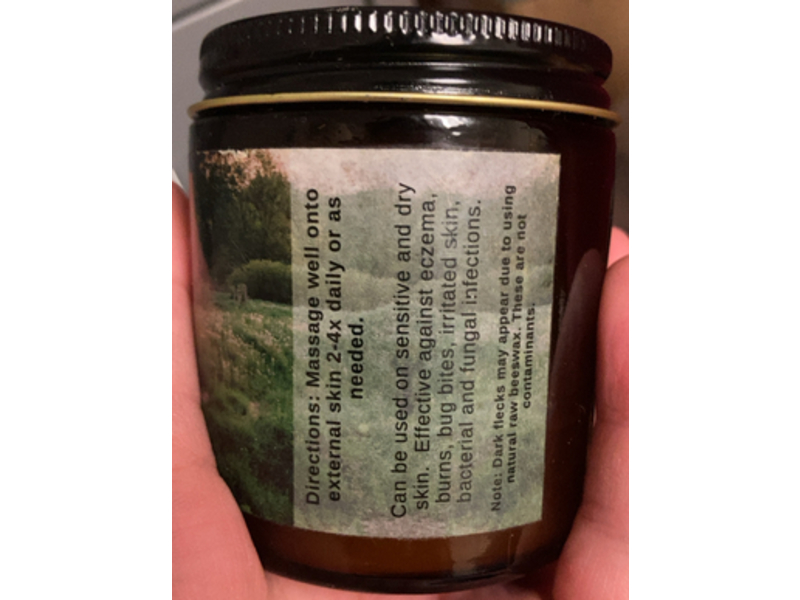 Directions: Massage well onto
external skin 2-4x daily or as
needed.
Can be used on sensitive and dry
skin. Effective against eczema,
burns, bug bites, irritated skin,
bacterial and fungal infections.
Note: Dark flecks may appear due to using
natural raw beeswax. These are not
contaminants.